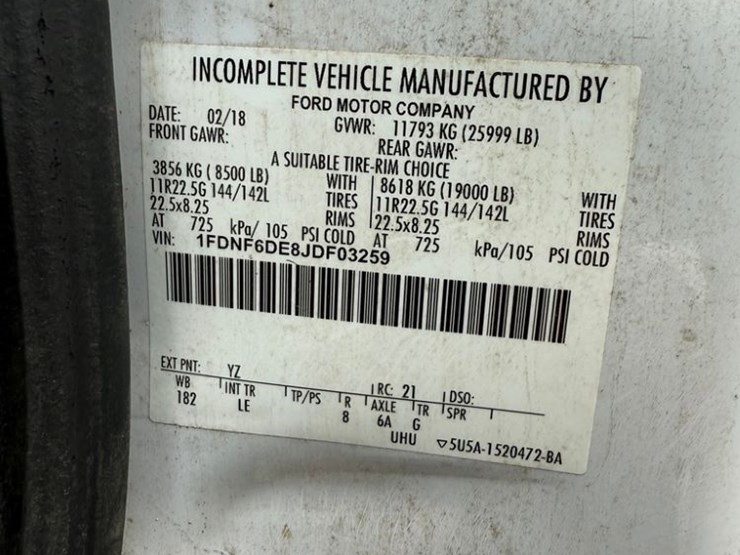 INCOMPLETE VEHICLE MANUFACTURED BY
FORD MOTOR COMPANY
DATE: 02/18 GVWR: 11793 KG (25999 LB)
FRONT GAWR: REAR GAWR:
A SUITABLE TIRE-RIM CHOICE
3856 KG ( 8500 LB) WITH 8618 KG (19000 LB) WITH
11R22.5G 144/142L TIRES 11R22.5G 144/142L TIRES
22.5x8.25 RIMS 22.5x8.25 RIMS
AT 725 kPa/ 105 PSI COLD AT 725 kPa/105 PSI COLD
VIN: 1FDNF6DE8JDF03259
EXT PNT: YZ RC: 21 DSO:
WB INT TR TP/PS R AXLE TR SPR
182 LE 8 6A G
UHU ▽5U5A-1520472-BA